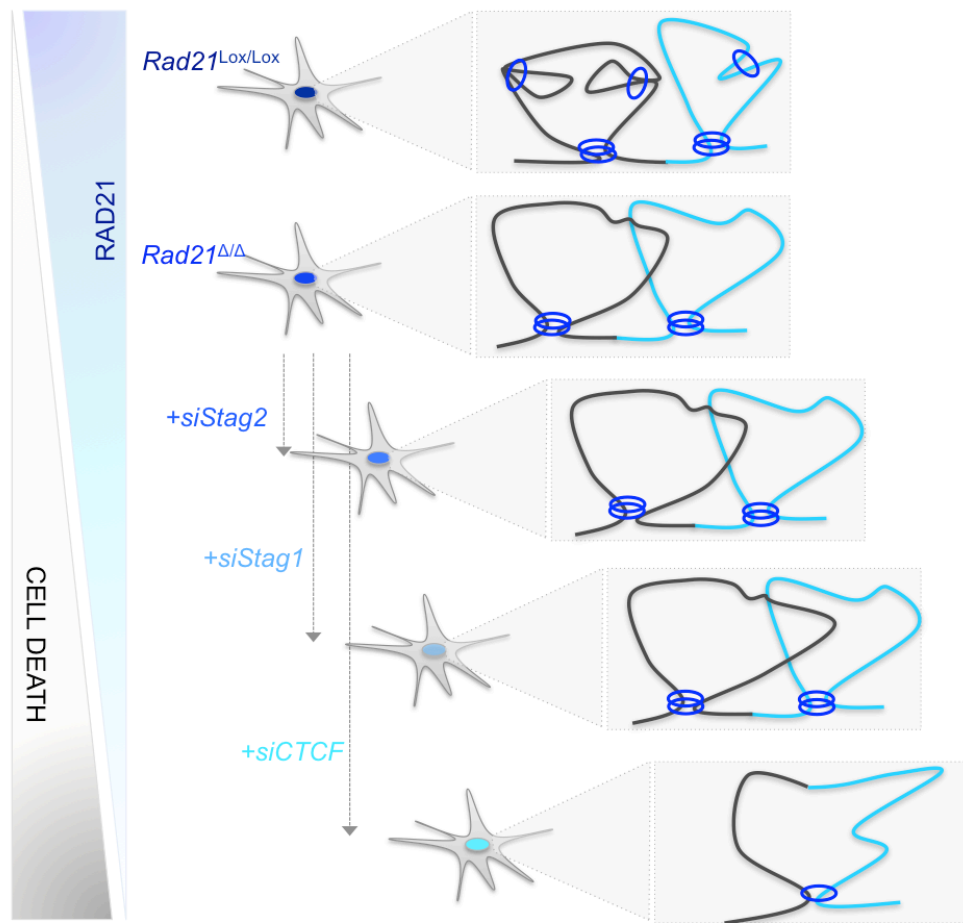 Rad21Lox/Lox
RAD21
Rad21Δ/Δ
+siStag2
+siStag1
CELL DEATH
+siCTCF